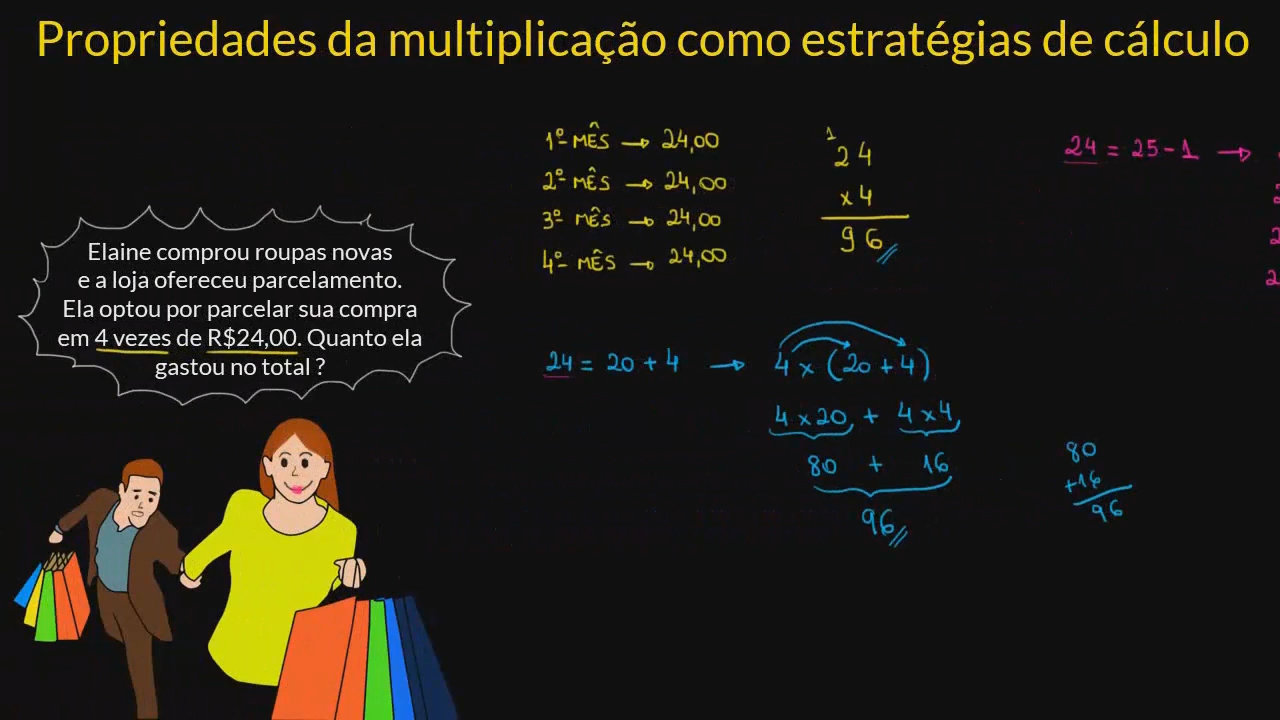 Propriedades da multiplicação como estratégias de cálculo
Elaine comprou roupas novas
e a loja ofereceu parcelamento.
Ela optou por parcelar sua compra
em 4 vezes de R$24,00. Quanto ela
gastou no total ?
1º MÊS → 24,00
2º MÊS → 24,00
3º MÊS → 24,00
4º MÊS → 24,00
1
24
x4
96
24 = 25-1 →
24 = 20 + 4 → 4 x (20 + 4)
4 x 20 + 4 x 4
80 + 16
96
80
+16
96